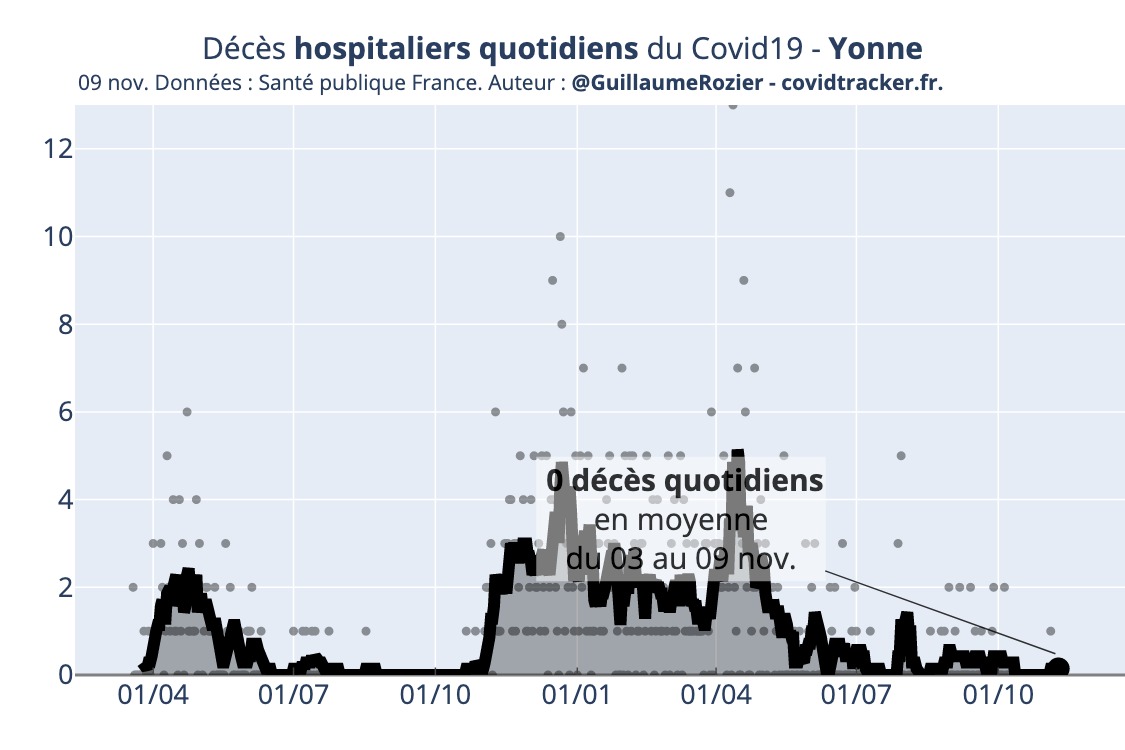 Décès hospitaliers quotidiens du Covid19 - Yonne
09 nov. Données : Santé publique France. Auteur : @GuillaumeRozier - covidtracker.fr.
12
10
8
6
4
2
0
0 décès quotidiens
en moyenne
du 03 au 09 nov.
01/04 01/07 01/10 01/01 01/04 01/07 01/10